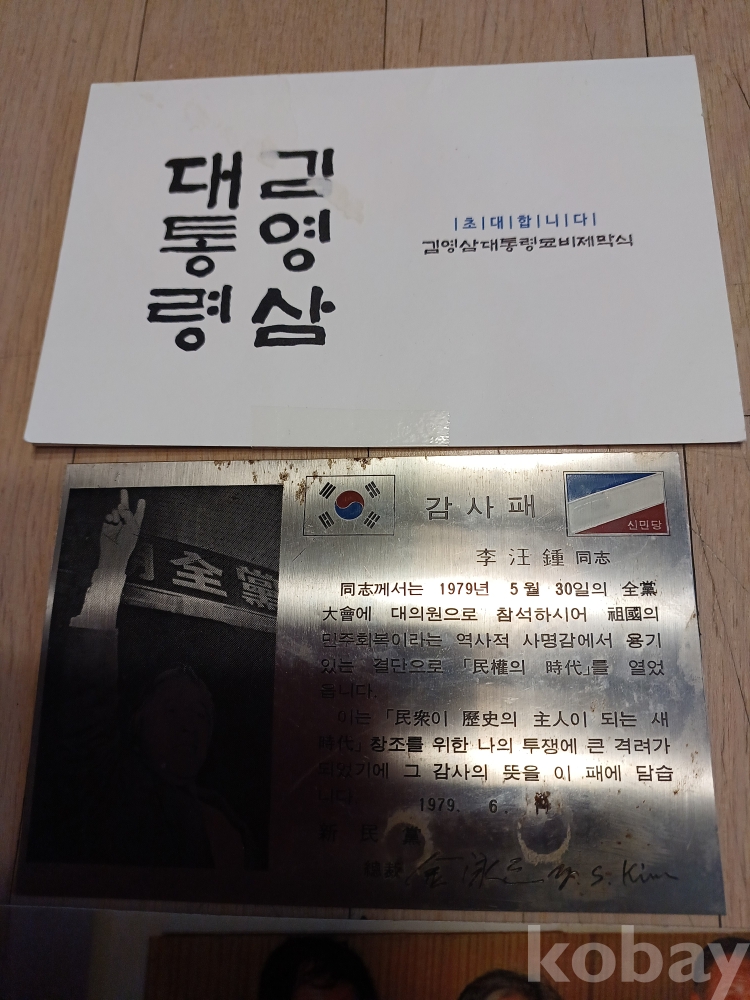 김영삼
대통령
|초|대|합|니|다|
김영삼대통령묘비제막식
감사패
신민당
全黨
李汪鍾 同志
同志께서는 1979년 5월 30일의 全黨
大會에 대의원으로 참석하시어 祖國의
민주회복이라는 역사적 사명감에서 용기
있는 결단으로 「民權의 時代」를 열었
읍니다.
이는 「民衆이 歷史의 主人이 되는 새
時代」 창조를 위한 나의 투쟁에 큰 격려가
되었기에 그 감사의 뜻을 이 패에 담습
니다.
1979. 6.
新民黨
總裁 金泳三 Y. S. Kim
kobay